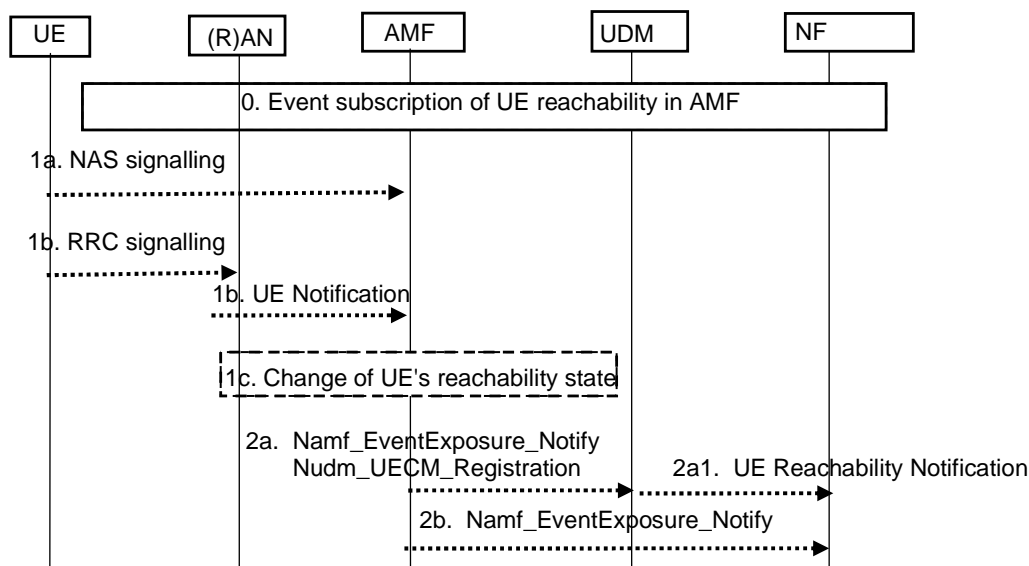 UE
(R)AN
AMF
UDM
NF
0. Event subscription of UE reachability in AMF
1a. NAS signalling
1b. RRC signalling
1b. UE Notification
1c. Change of UE's reachability state
2a. Namf_EventExposure_Notify
Nudm_UECM_Registration
2a1. UE Reachability Notification
2b. Namf_EventExposure_Notify